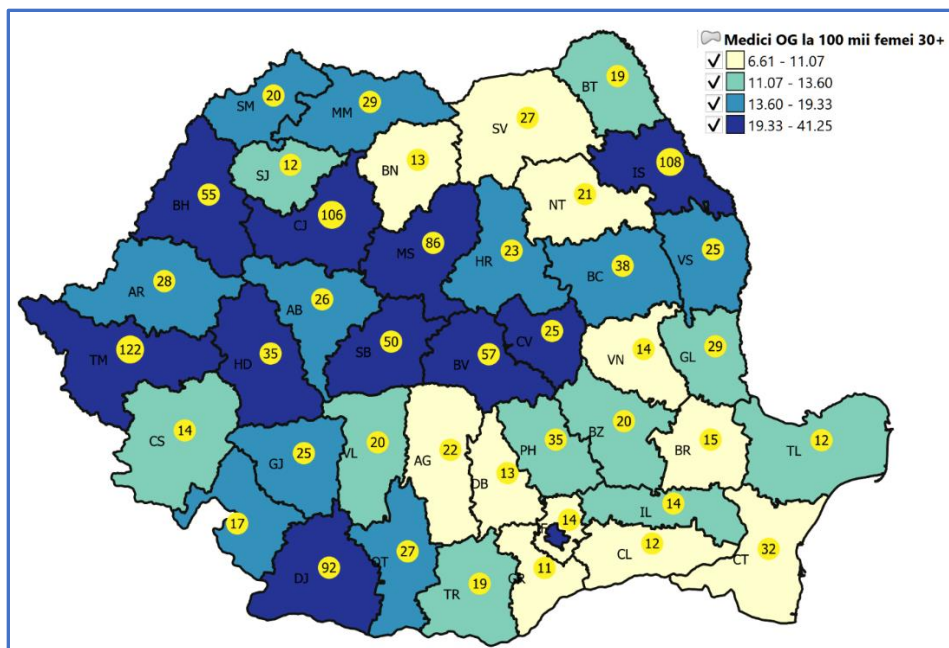 Medici OG la 100 mii femei 30+
6.61 - 11.07
11.07 - 13.60
13.60 - 19.33
19.33 - 41.25
BT 19
SM 20
MM 29
SV 27
SJ 12
BN 13
IS 108
BH 55
CJ 106
NT 21
MS 86
HR 23
BC 38
VS 25
AR 28
AB 26
TM 122
HD 35
SB 50
BV 57
CV 25
VN 14
GL 29
CS 14
GJ 25
VL 20
AG 22
DB 13
PH 35
BZ 20
BR 15
TL 12
17
DJ 92
OT 27
TR 19
GR 11
14
IL 14
CL 12
CT 32